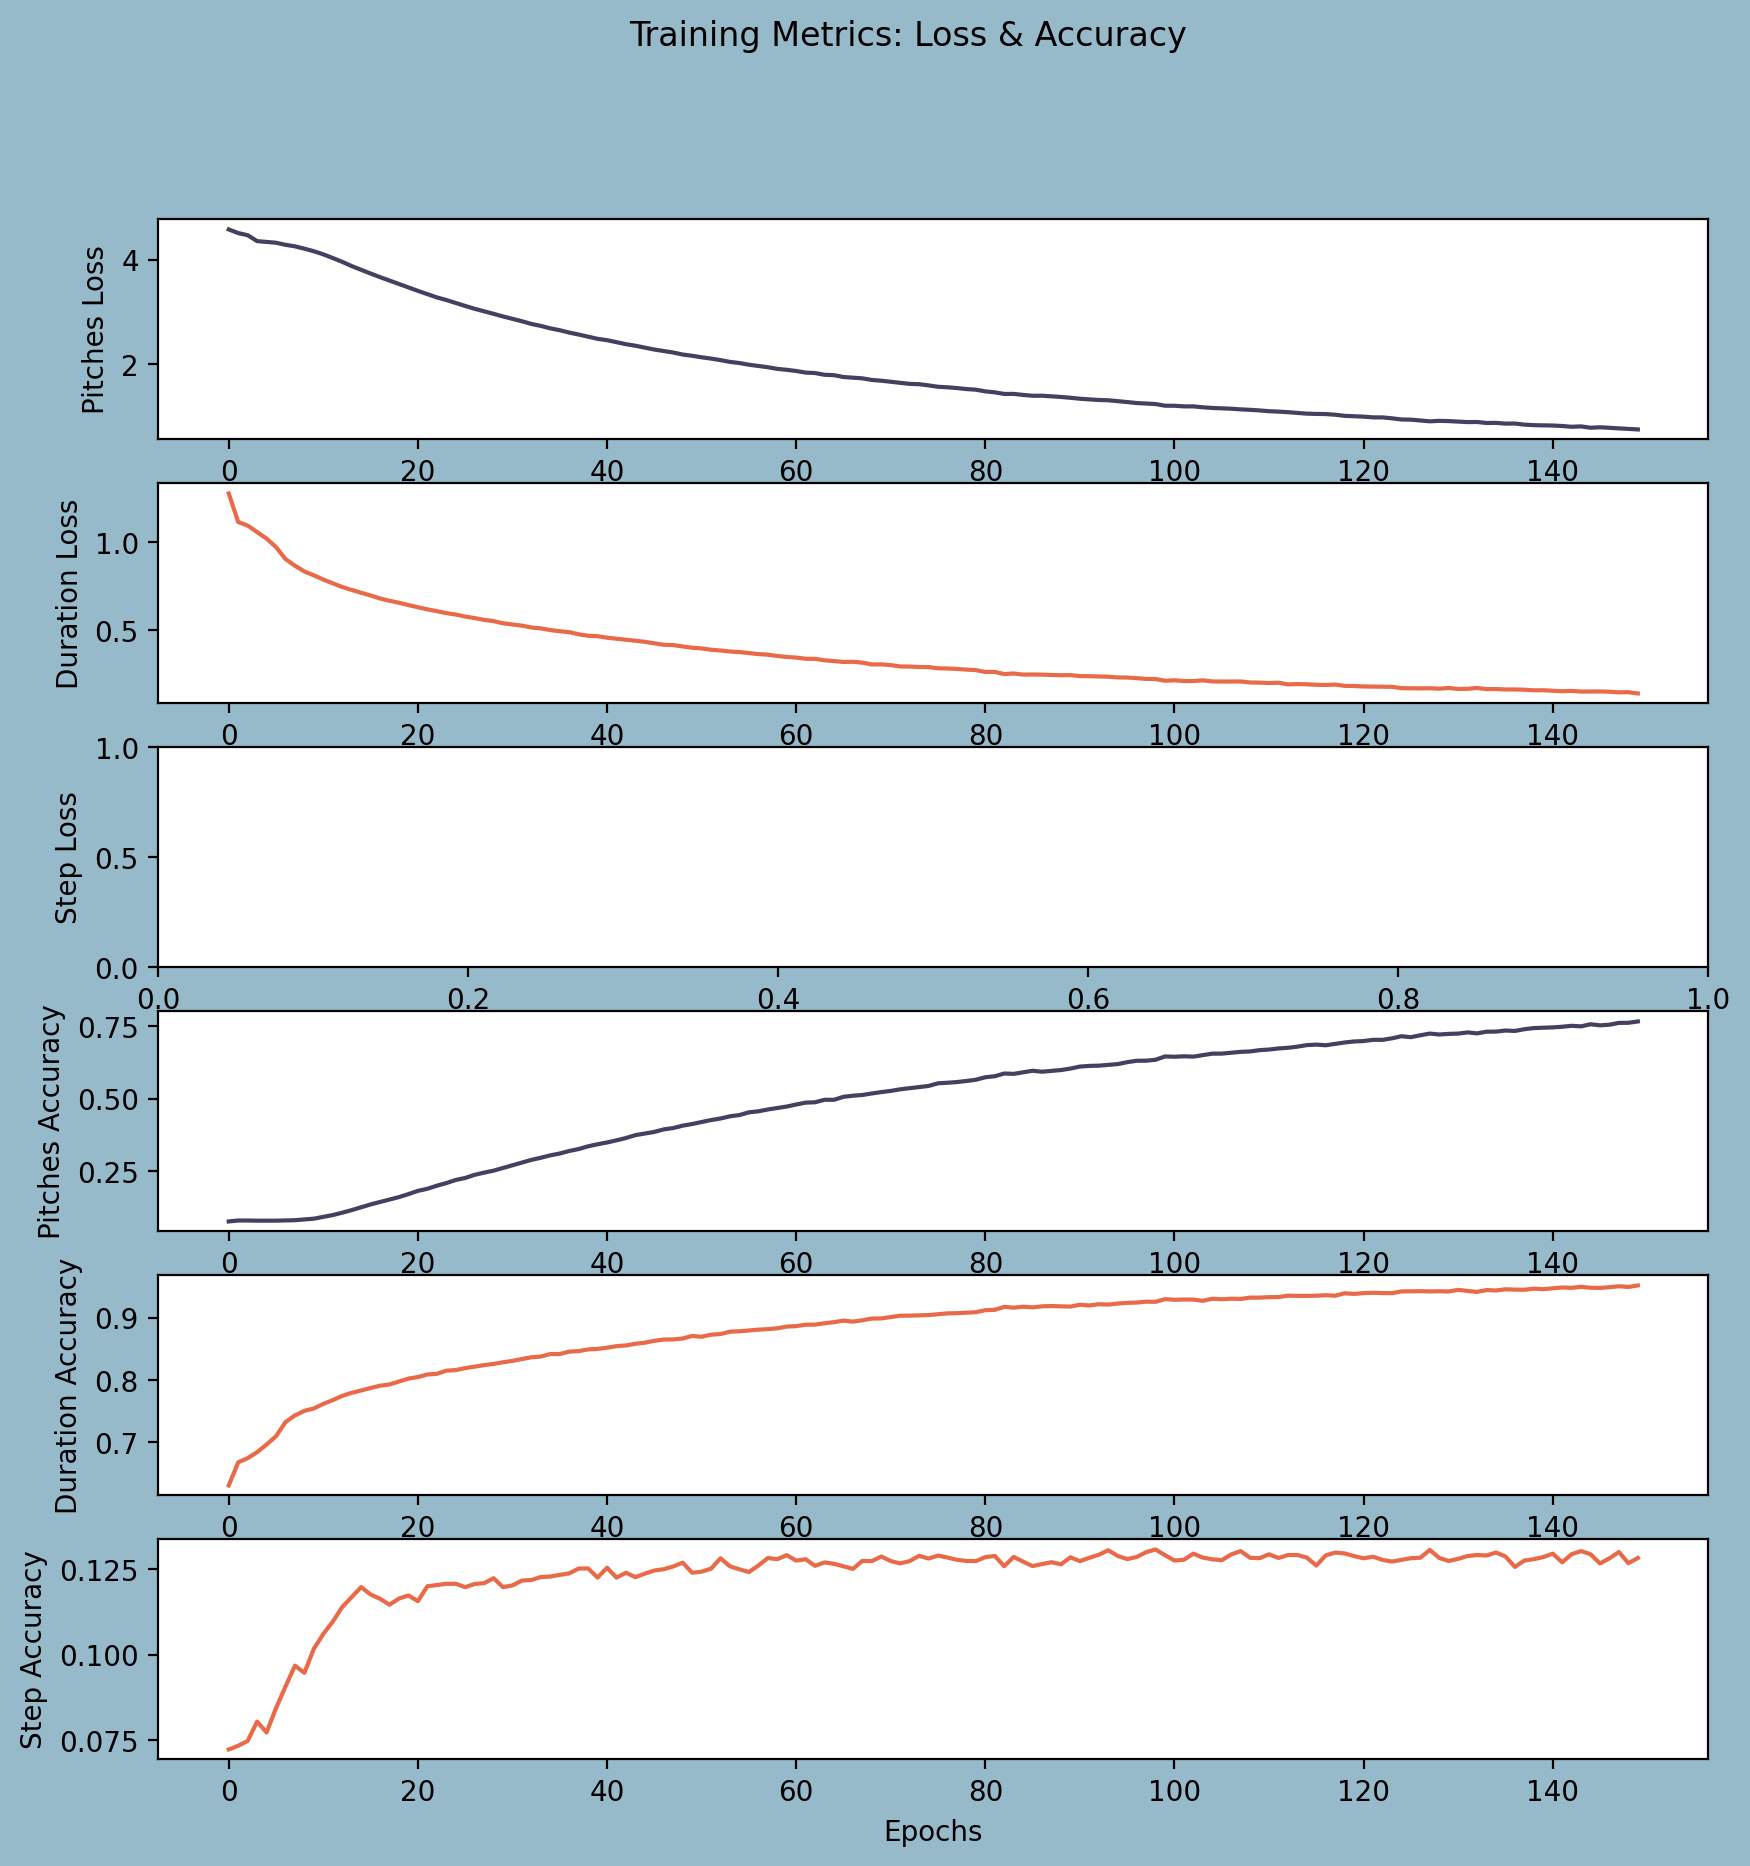 Training Metrics: Loss & Accuracy
Pitches Loss
4
2
0 20 40 60 80 100 120 140
Duration Loss
1.0
0.5
0 20 40 60 80 100 120 140
Step Loss
1.0
0.5
0.0
0.0 0.2 0.4 0.6 0.8 1.0
Pitches Accuracy
0.75
0.50
0.25
0 20 40 60 80 100 120 140
Duration Accuracy
0.9
0.8
0.7
0 20 40 60 80 100 120 140
Step Accuracy
0.125
0.100
0.075
0 20 40 60 80 100 120 140
Epochs